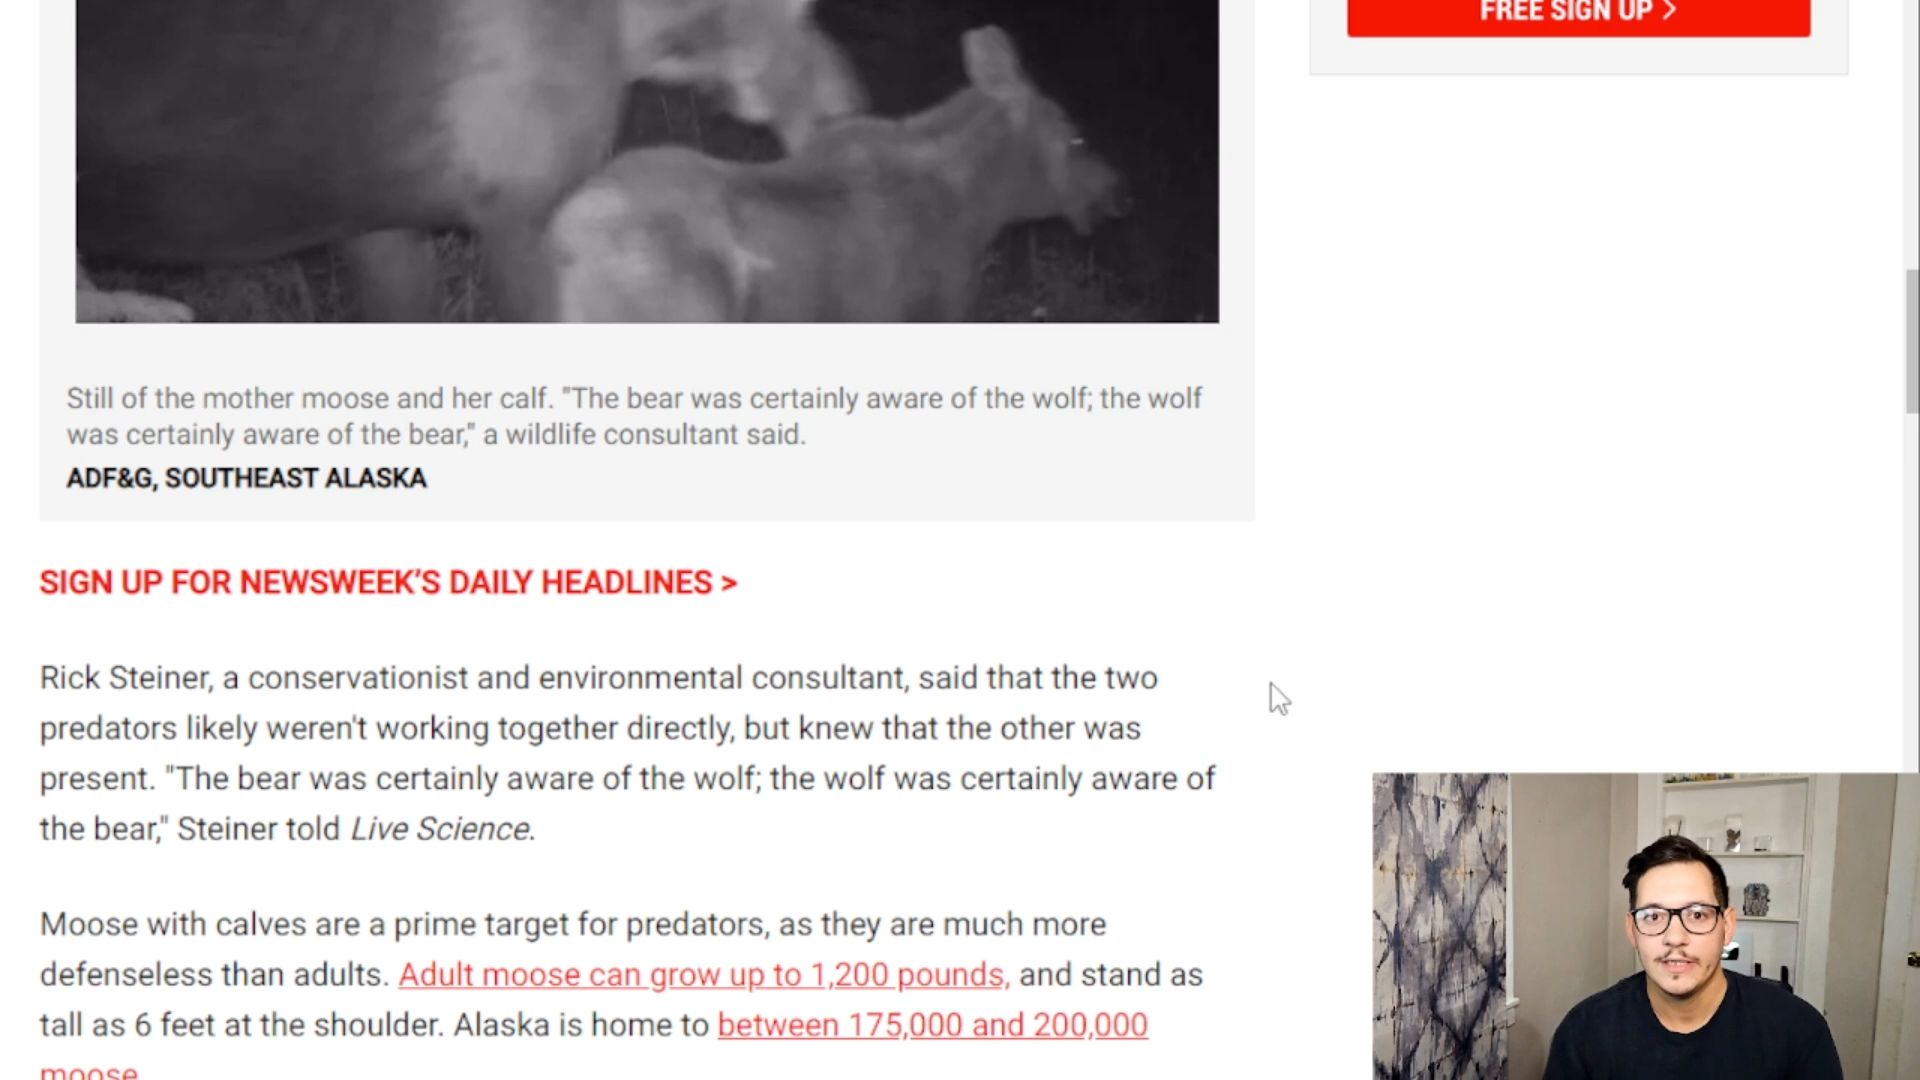 FREE SIGN UP >
Still of the mother moose and her calf. "The bear was certainly aware of the wolf; the wolf
was certainly aware of the bear," a wildlife consultant said.
ADF&G, SOUTHEAST ALASKA
SIGN UP FOR NEWSWEEK'S DAILY HEADLINES >
Rick Steiner, a conservationist and environmental consultant, said that the two
predators likely weren't working together directly, but knew that the other was
present. "The bear was certainly aware of the wolf; the wolf was certainly aware of
the bear," Steiner told Live Science.
Moose with calves are a prime target for predators, as they are much more
defenseless than adults. Adult moose can grow up to 1,200 pounds, and stand as
tall as 6 feet at the shoulder. Alaska is home to between 175,000 and 200,000
moose.